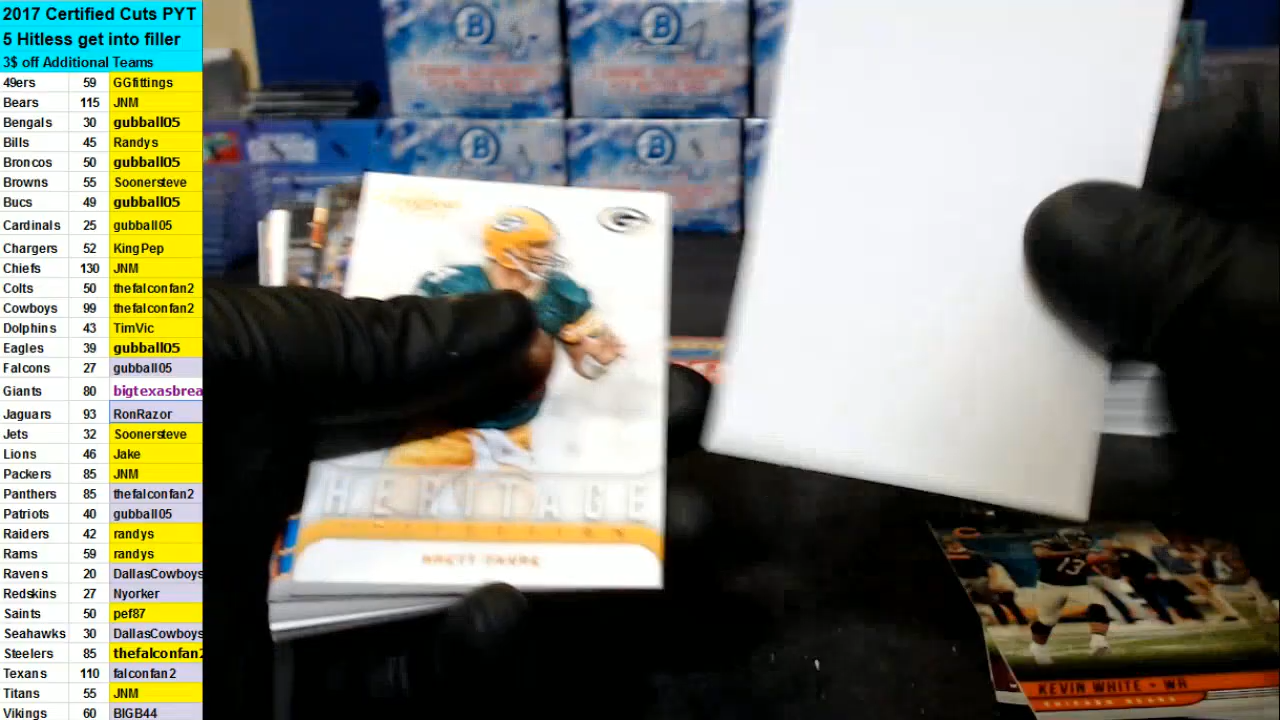 2017 Certified Cuts PYT
5 Hitless get into filler
3$ off Additional Teams
49ers 59 GGfittings
Bears 115 JNM
Bengals 30 gubball05
Bills 45 Randys
Broncos 50 gubball05
Browns 55 Soonersteve
Bucs 49 gubball05
Cardinals 25 gubball05
Chargers 52 KingPep
Chiefs 130 JNM
Colts 50 thefalconfan2
Cowboys 99 thefalconfan2
Dolphins 43 TimVic
Eagles 39 gubball05
Falcons 27 gubball05
Giants 80 bigtexasbrea
Jaguars 93 RonRazor
Jets 32 Soonersteve
Lions 46 Jake
Packers 85 JNM
Panthers 85 thefalconfan2
Patriots 40 gubball05
Raiders 42 randys
Rams 59 randys
Ravens 20 DallasCowboys
Redskins 27 Nyorker
Saints 50 pef87
Seahawks 30 DallasCowboys
Steelers 85 thefalconfan2
Texans 110 falconfan2
Titans 55 JNM
Vikings 60 BIGB44
B B
B B
HERITAGE
BRETT FAVRE
13
KEVIN WHITE - WR
CHICAGO BEARS